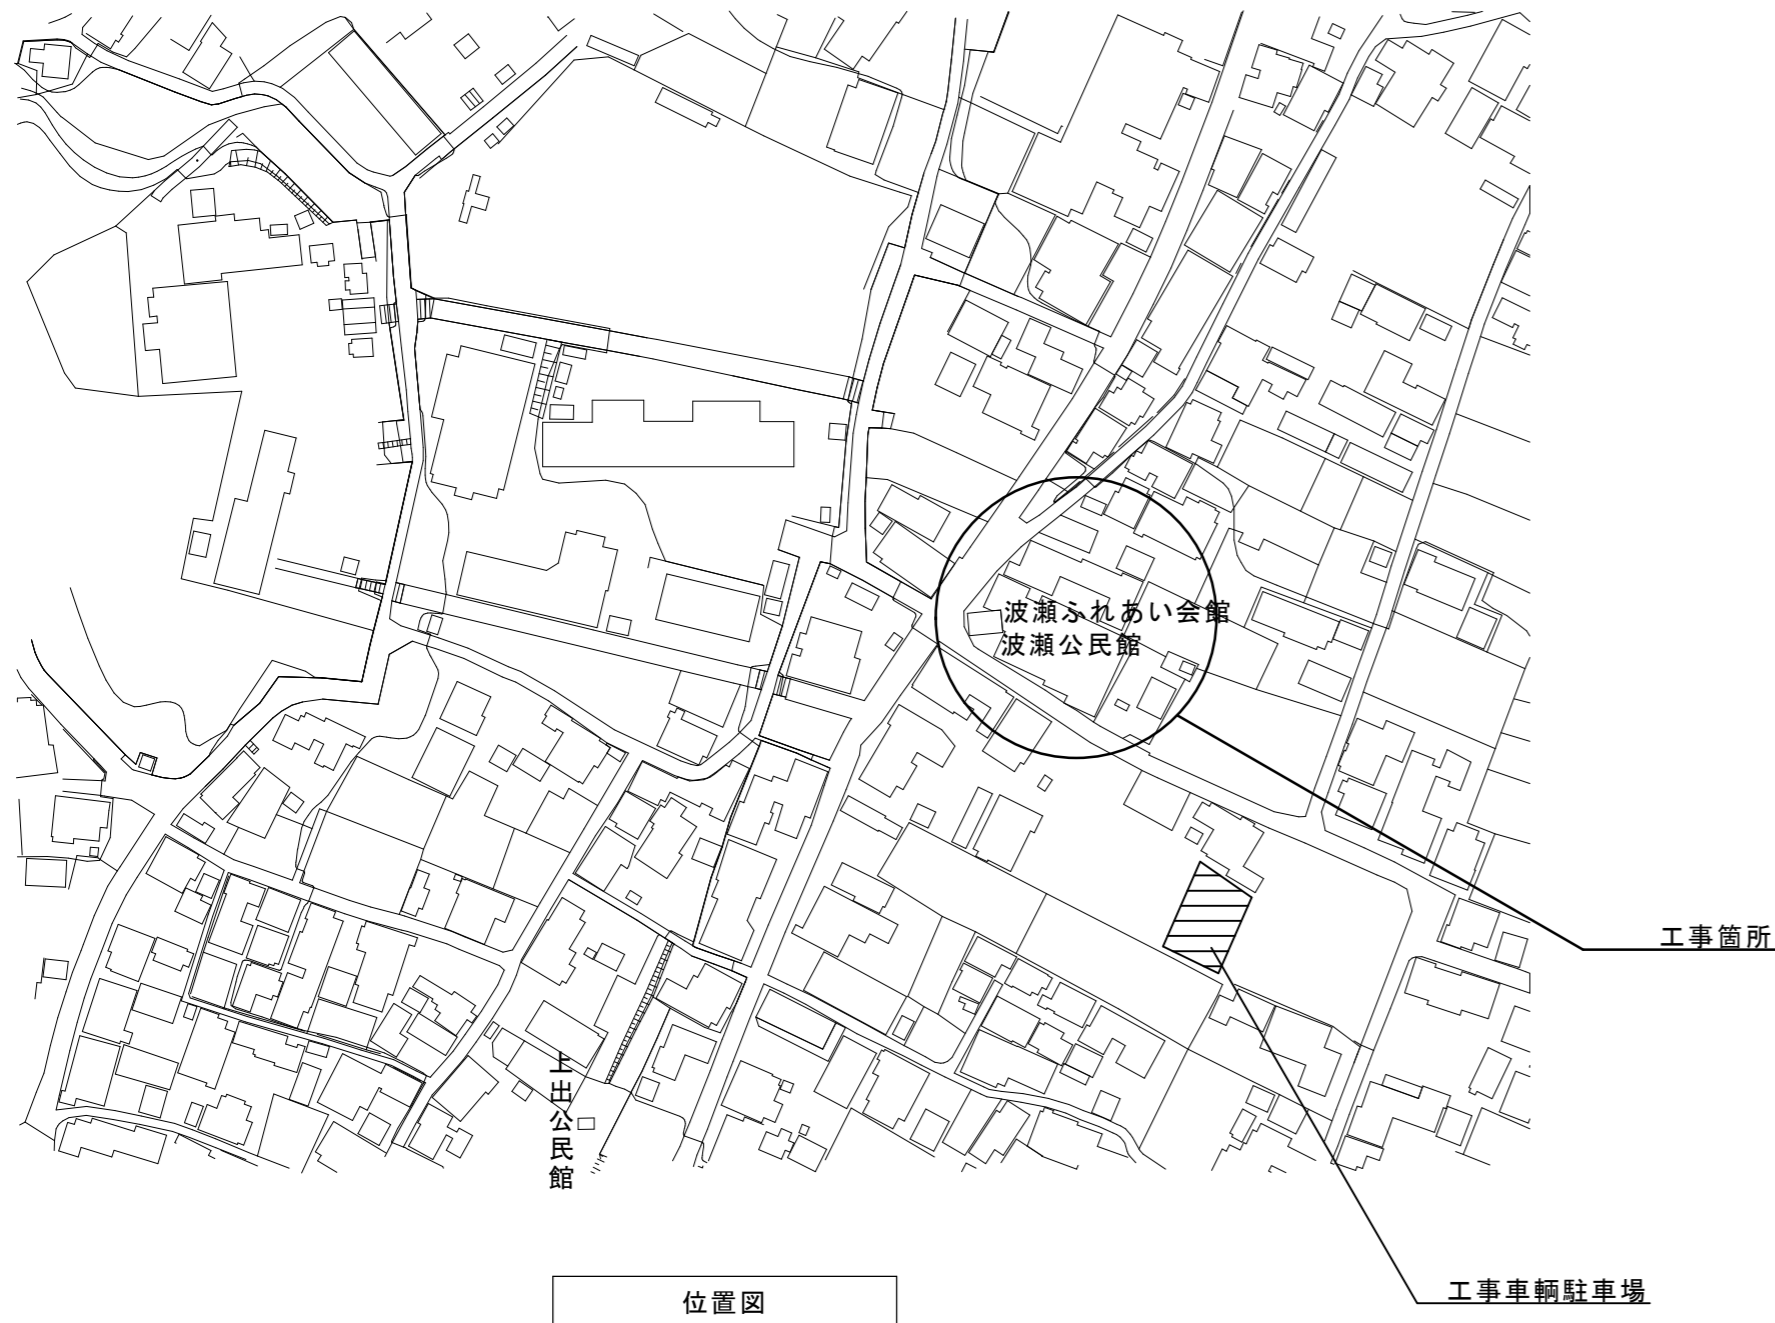 波瀬ふれあい会館
波瀬公民館
工事箇所
上出公民館
工事車輌駐車場
位置図